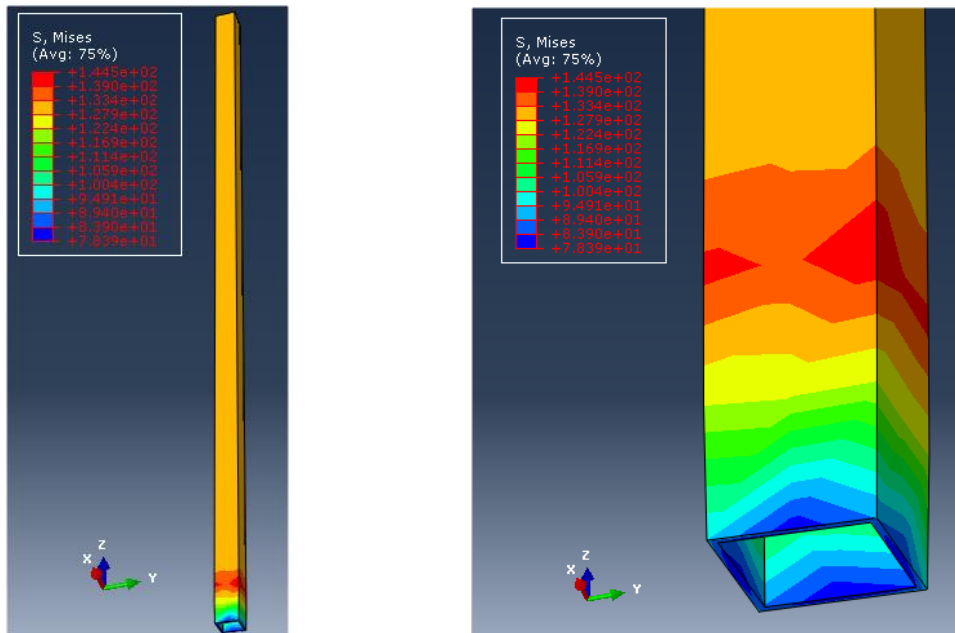 S, Mises
(Avg: 75%)
+1.445e+02
+1.390e+02
+1.334e+02
+1.279e+02
+1.224e+02
+1.169e+02
+1.114e+02
+1.059e+02
+1.004e+02
+9.491e+01
+8.940e+01
+8.390e+01
+7.839e+01
Z
X
Y
S, Mises
(Avg: 75%)
+1.445e+02
+1.390e+02
+1.334e+02
+1.279e+02
+1.224e+02
+1.169e+02
+1.114e+02
+1.059e+02
+1.004e+02
+9.491e+01
+8.940e+01
+8.390e+01
+7.839e+01
Z
X
Y